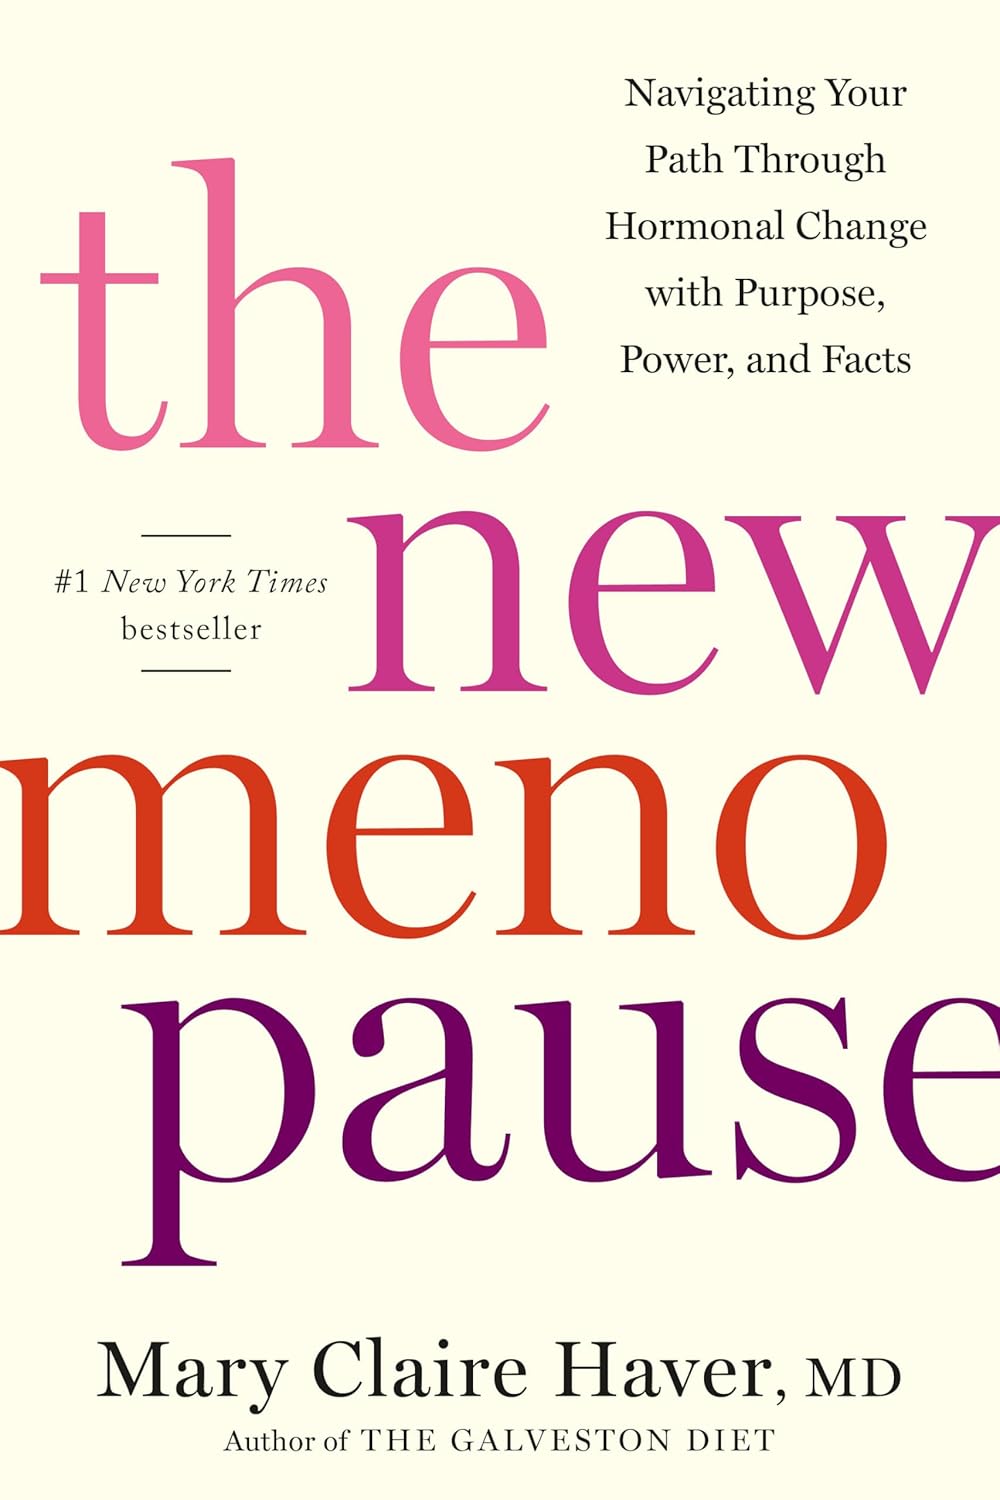 Navigating Your
Path Through
Hormonal Change
with Purpose,
Power, and Facts
the
new
#1 New York Times
bestseller
meno
pause
Mary Claire Haver, MD
Author of THE GALVESTON DIET